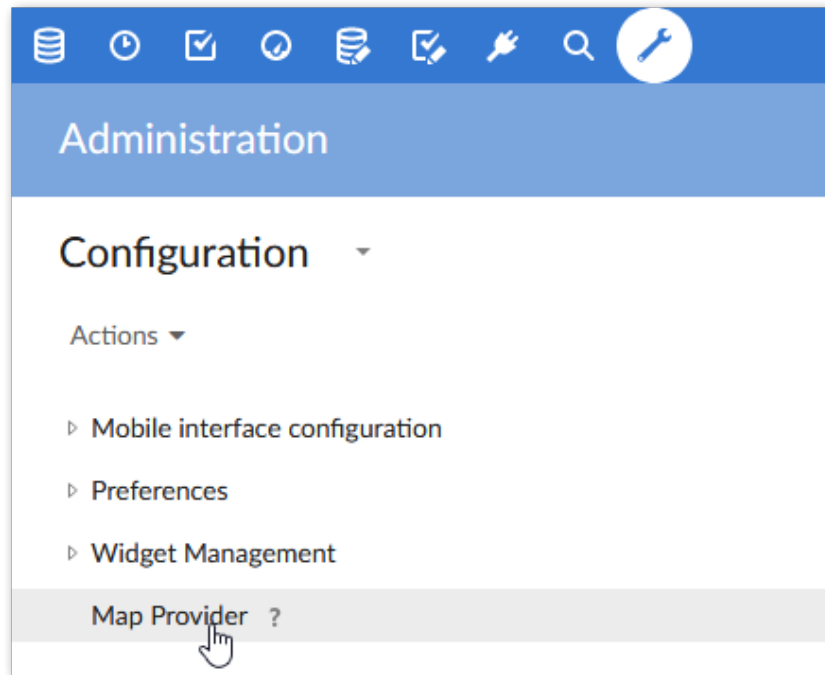 Administration
Configuration
Actions
Mobile interface configuration
Preferences
Widget Management
Map Provider ?